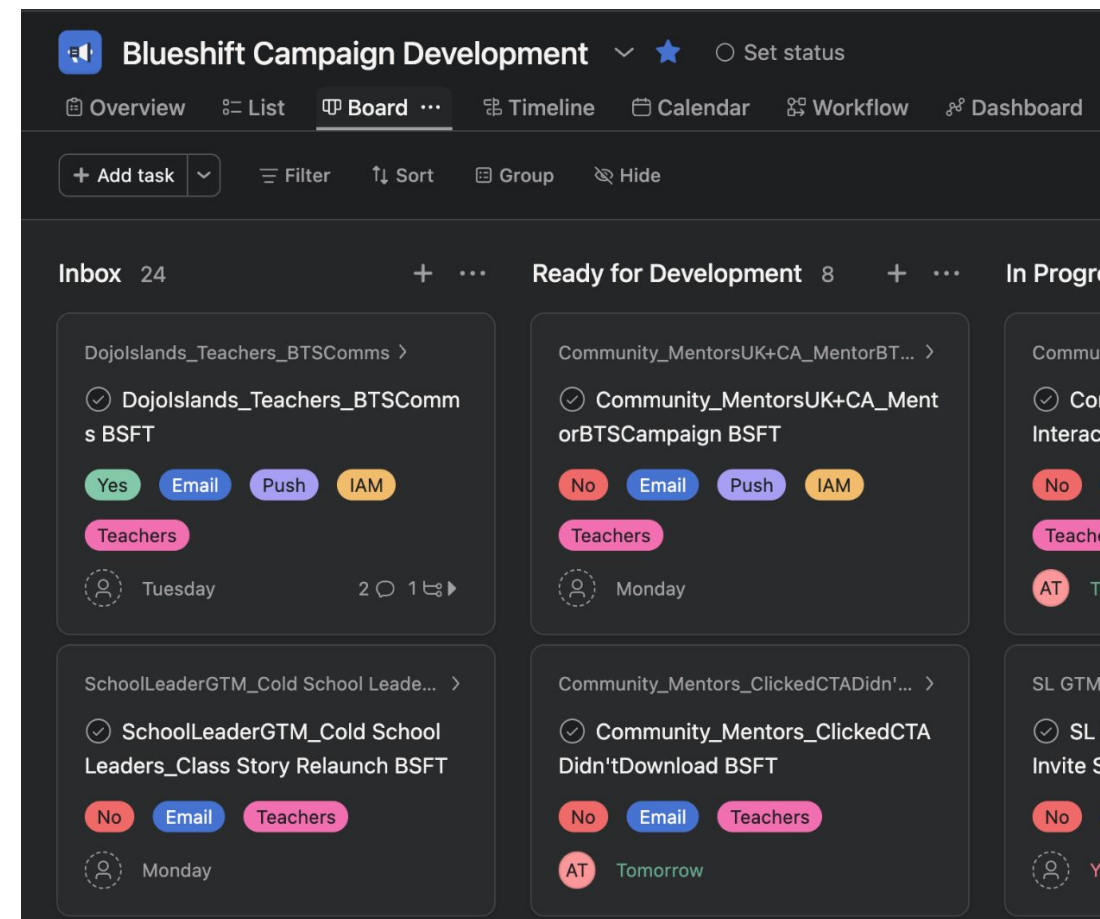 Blueshift Campaign Development
Set status
Overview List Board Timeline Calendar Workflow Dashboard
+ Add task Filter Sort Group Hide
Inbox 24
DojoIslands_Teachers_BTSComms
DojoIslands_Teachers_BTSComm
s BSFT
Yes Email Push IAM
Teachers
Tuesday 2 1
SchoolLeaderGTM_Cold School Leade...
SchoolLeaderGTM_Cold School
Leaders_Class Story Relaunch BSFT
No Email Teachers
Monday
Ready for Development 8
Community_MentorsUK+CA_MentorBT...
Community_MentorsUK+CA_Ment
orBTSCampaign BSFT
No Email Push IAM
Teachers
Monday
Community_Mentors_ClickedCTADidn'...
Community_Mentors_ClickedCTA
Didn'tDownload BSFT
No Email Teachers
AT Tomorrow
In
No
AT
SL GTM
SL
Invite
No